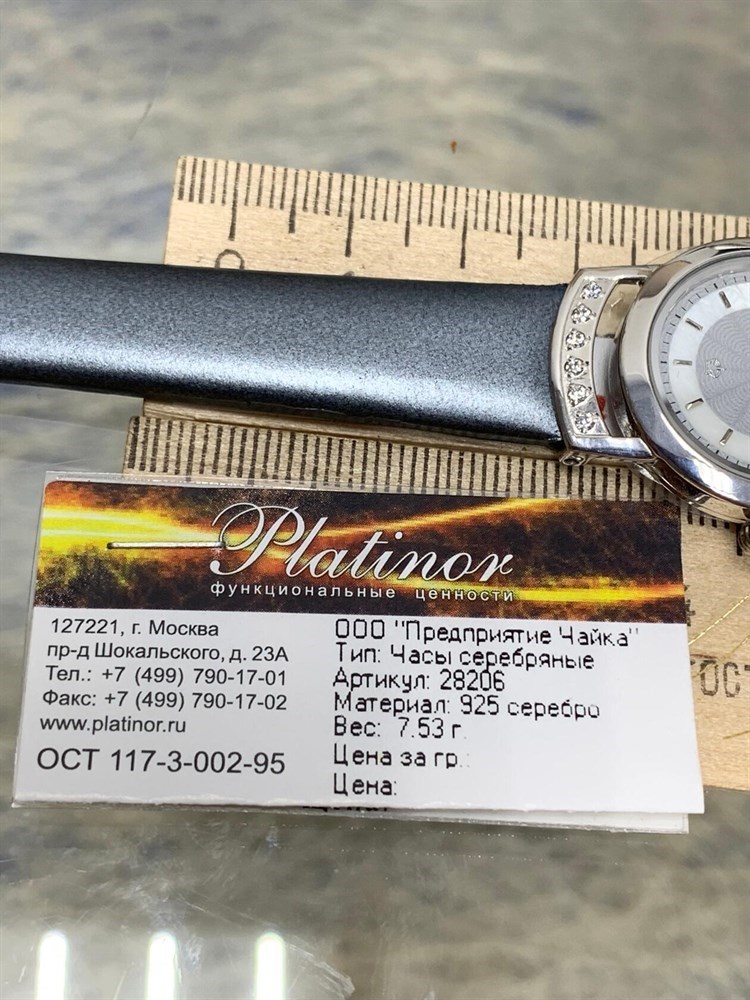 0
Platinor
функциональные ценности
127221, г. Москва
пр-д Шокальского, д. 23А
Тел.: +7 (499) 790-17-01
Факс: +7 (499) 790-17-02
www.platinor.ru
ОСТ 117-3-002-95
ООО "Предприятие Чайка"
Тип: Часы серебряные
Артикул: 28206
Материал: 925 серебро
Вес: 7.53 г.
Цена за гр.:
Цена: